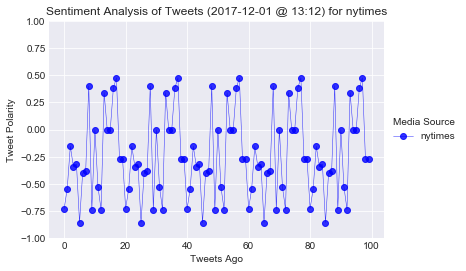 Sentiment Analysis of Tweets (2017-12-01 @ 13:12) for nytimes
1.00
0.75
0.50
0.25
0.00
−0.25
−0.50
−0.75
−1.00
Tweet Polarity
0 20 40 60 80 100
Tweets Ago
Media Source
nytimes